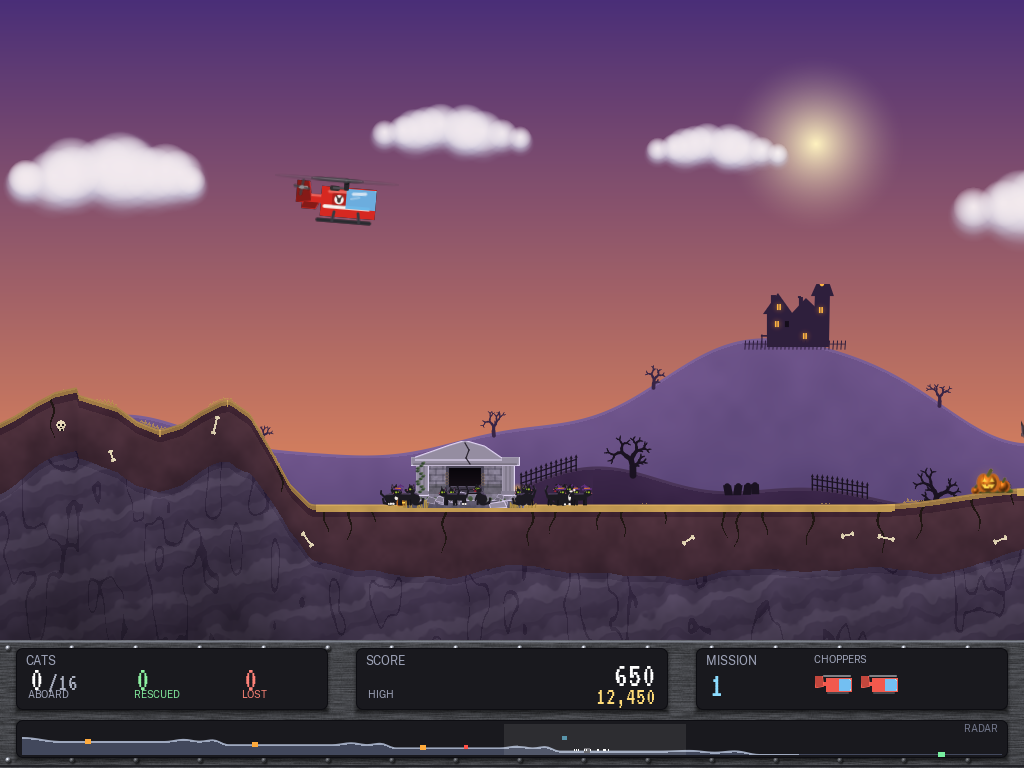 CATS
0 /16
ABOARD
0
RESCUED
0
LOST
SCORE
650
HIGH
12,450
MISSION
1
CHOPPERS
RADAR